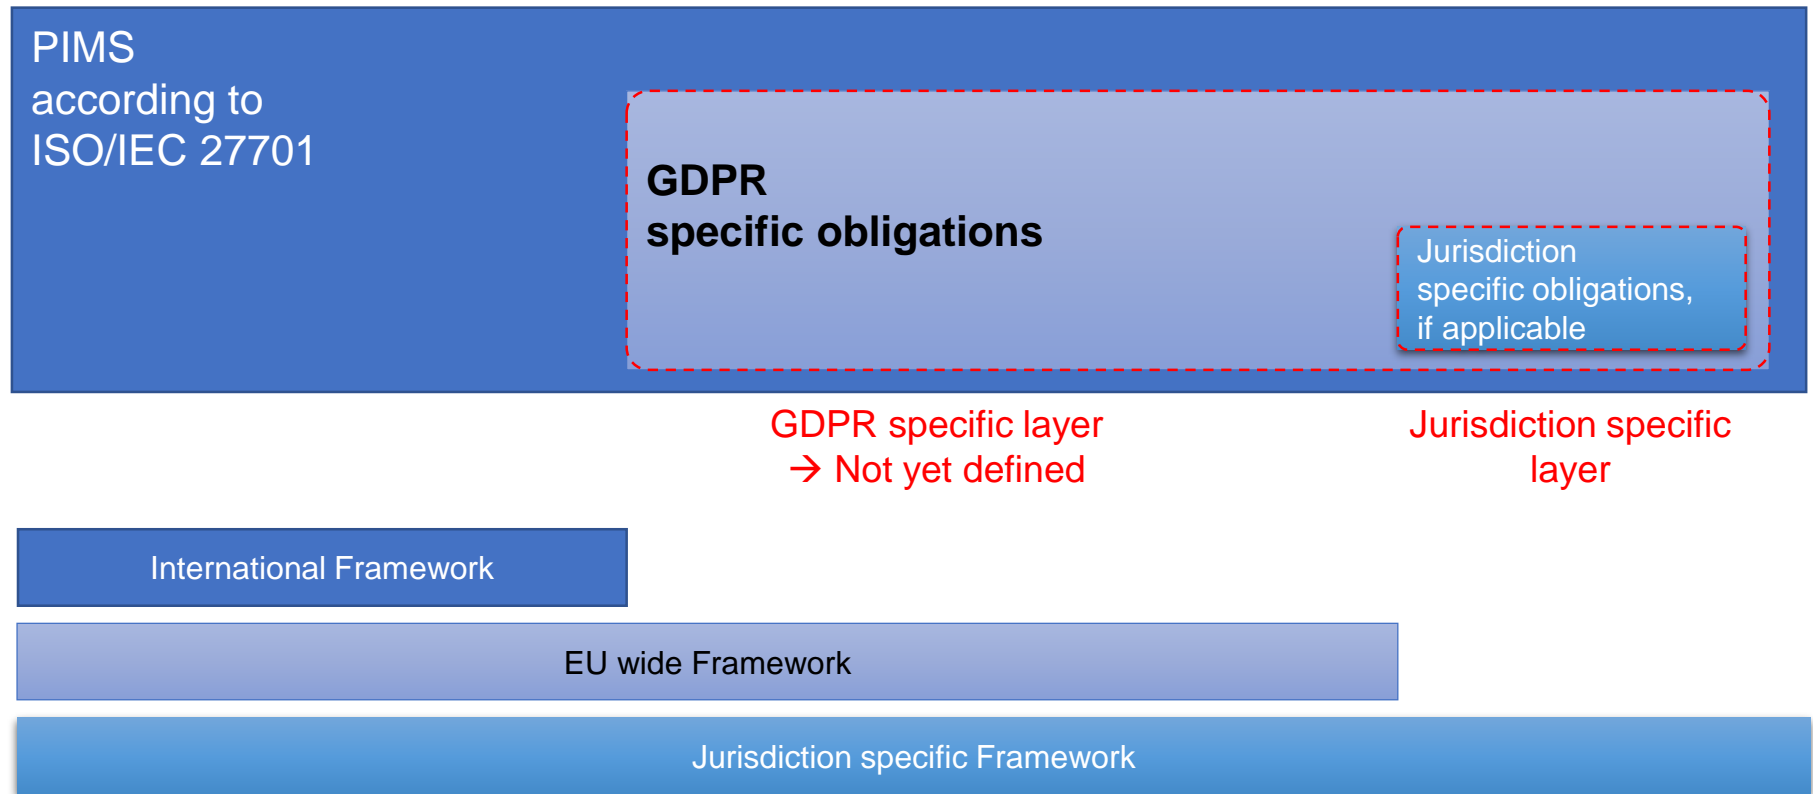 PIMS
according to
ISO/IEC 27701
GDPR
specific obligations
Jurisdiction
specific obligations,
if applicable
GDPR specific layer
→ Not yet defined
Jurisdiction specific
layer
International Framework
EU wide Framework
Jurisdiction specific Framework